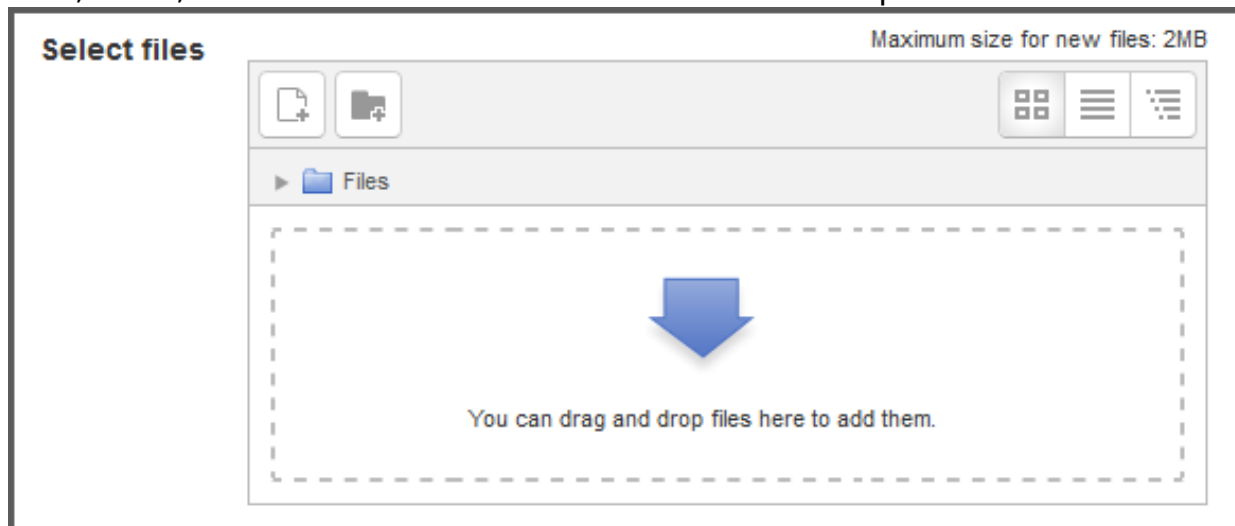 Select files
Maximum size for new files: 2MB
Files
You can drag and drop files here to add them.